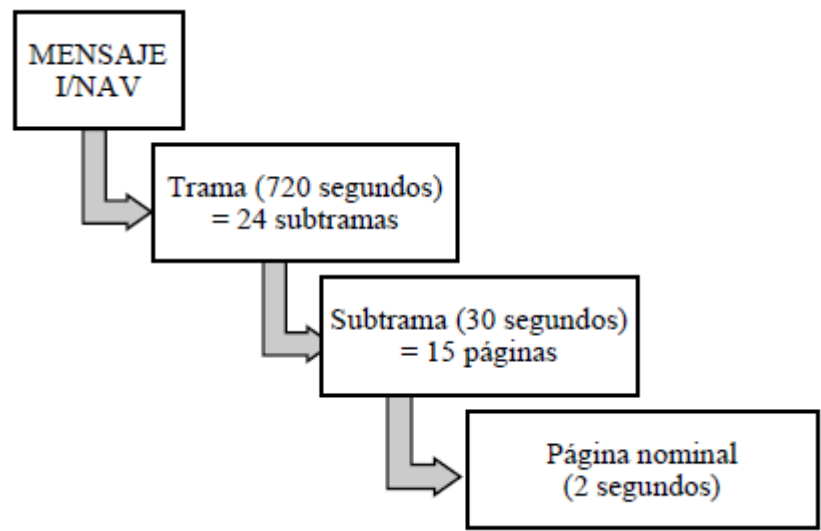 MENSAJE
I/NAV
Trama (720 segundos)
= 24 subtramas
Subtrama (30 segundos)
= 15 páginas
Página nominal
(2 segundos)